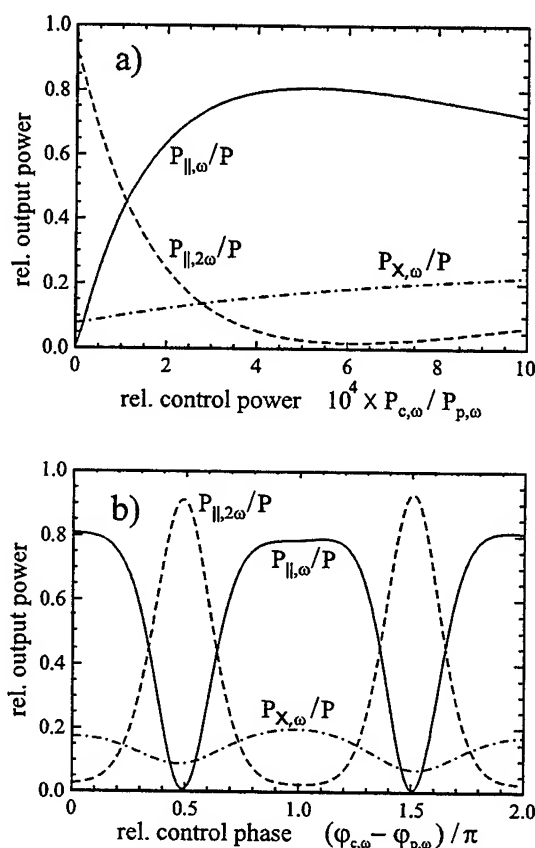 a)
1.0
0.8
0.6
0.4
0.2
0.0
rel. output power
P∥,ω/P
P∥,2ω/P
Pχ,ω/P
0 2 4 6 8 10
rel. control power 10⁴ × Pc,ω / Pp,ω
b)
1.0
0.8
0.6
0.4
0.2
0.0
rel. output power
P∥,2ω/P
P∥,ω/P
Pχ,ω/P
0 0.5 1.0 1.5 2.0
rel. control phase (φc,ω − φp,ω) / π